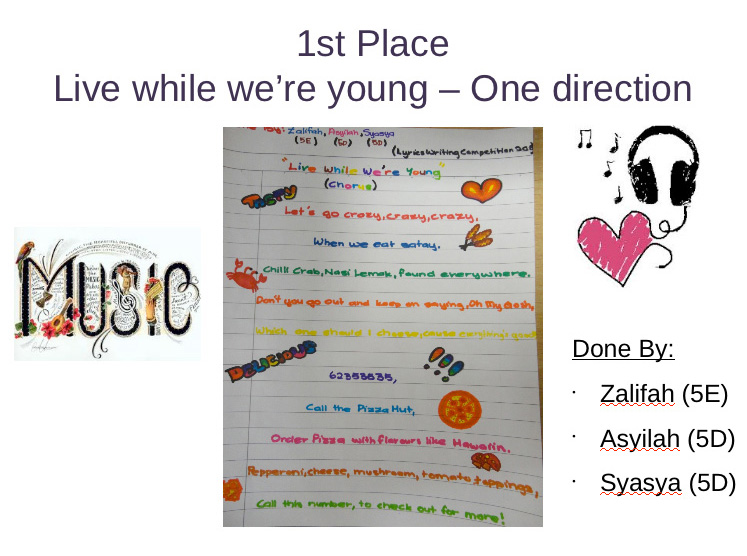 1st Place
Live while we're young – One direction
by: Zalifah, Asyilah, Syasya
(5E) (5D) (5D)
(Lyrics Writing Competition
"Live While We're Young"
(Chorus)
TASTY
Let's go crazy, crazy, crazy,
When we eat satay.
Chilli Crab, Nasi Lemak, found everywhere.
Don't you go out and keep on saying, Oh My Gosh,
Which one should I choose, cause everything's good
DELICIOUS
62353535,
Call the Pizza Hut,
Order Pizza with flavours like Hawaiin.
Pepperoni, cheese, mushroom, tomato toppings,
Call this number, to check out for more!
MUSIC
Done By:
· Zalifah (5E)
· Asyilah (5D)
· Syasya (5D)